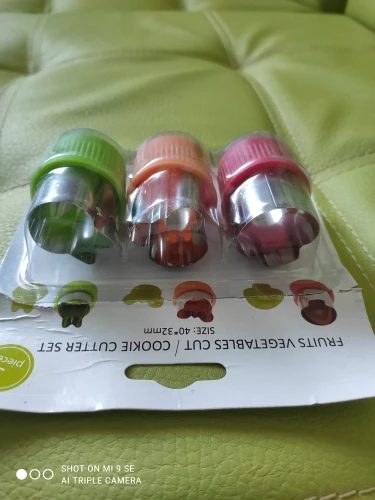 FRUITS VEGETABLES CUT / COOKIE CUTTER SET
SIZE: 40*32mm
SHOT ON MI 9 SE
AI TRIPLE CAMERA